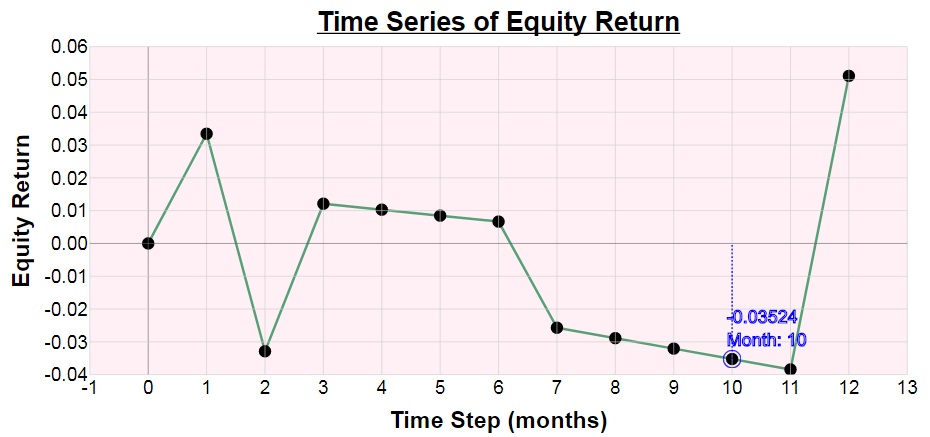 Time Series of Equity Return
0.06
0.05
0.04
0.03
0.02
0.01
0.00
-0.01
-0.02
-0.03
-0.04
Equity Return
-0.03524
Month: 10
-1 0 1 2 3 4 5 6 7 8 9 10 11 12 13
Time Step (months)